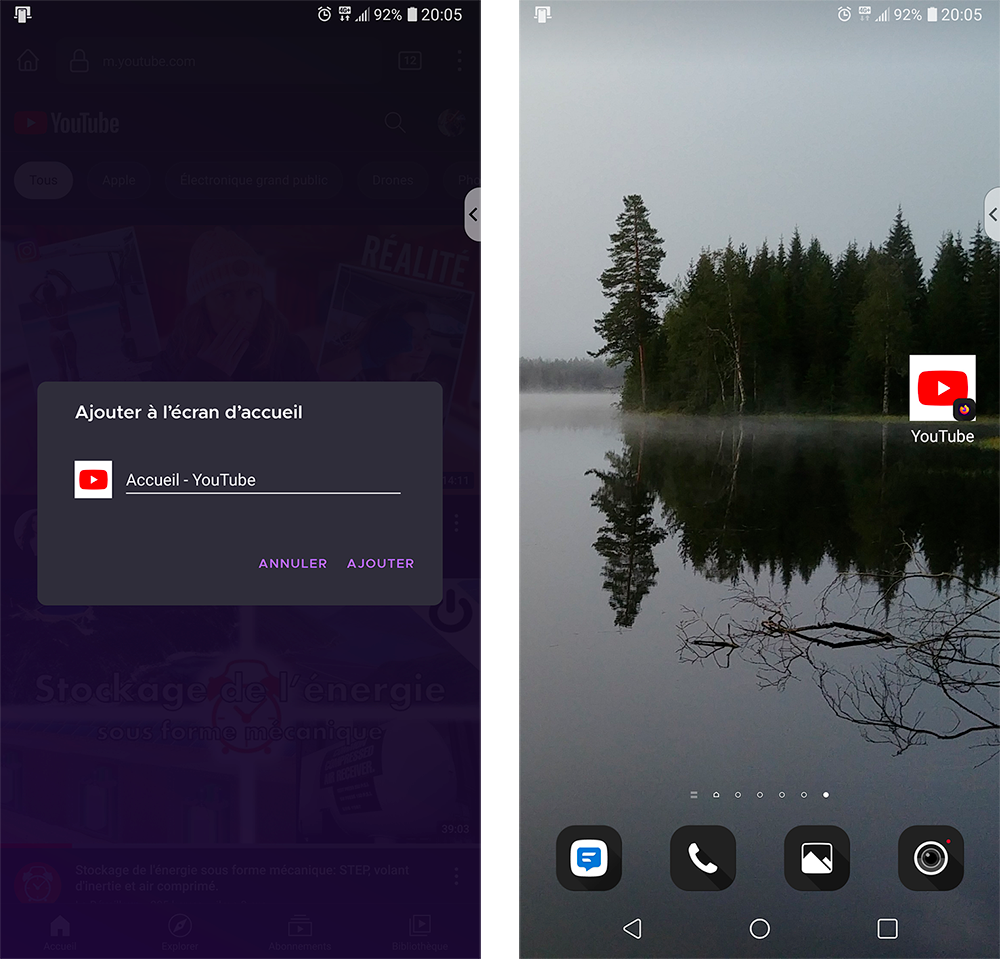 92% 20:05
m.youtube.com
12
YouTube
Tous Apple Électronique grand public Drones
RÉALITÉ
14:11
Ajouter à l'écran d'accueil
Accueil - YouTube
ANNULER AJOUTER
Stockage de l'énergie
sous forme mécanique
39:03
Stockage de l'énergie sous forme mécanique: STEP, volant
d'inertie et air comprimé.
Accueil Explorer Abonnements Bibliothèque
92% 20:05
YouTube